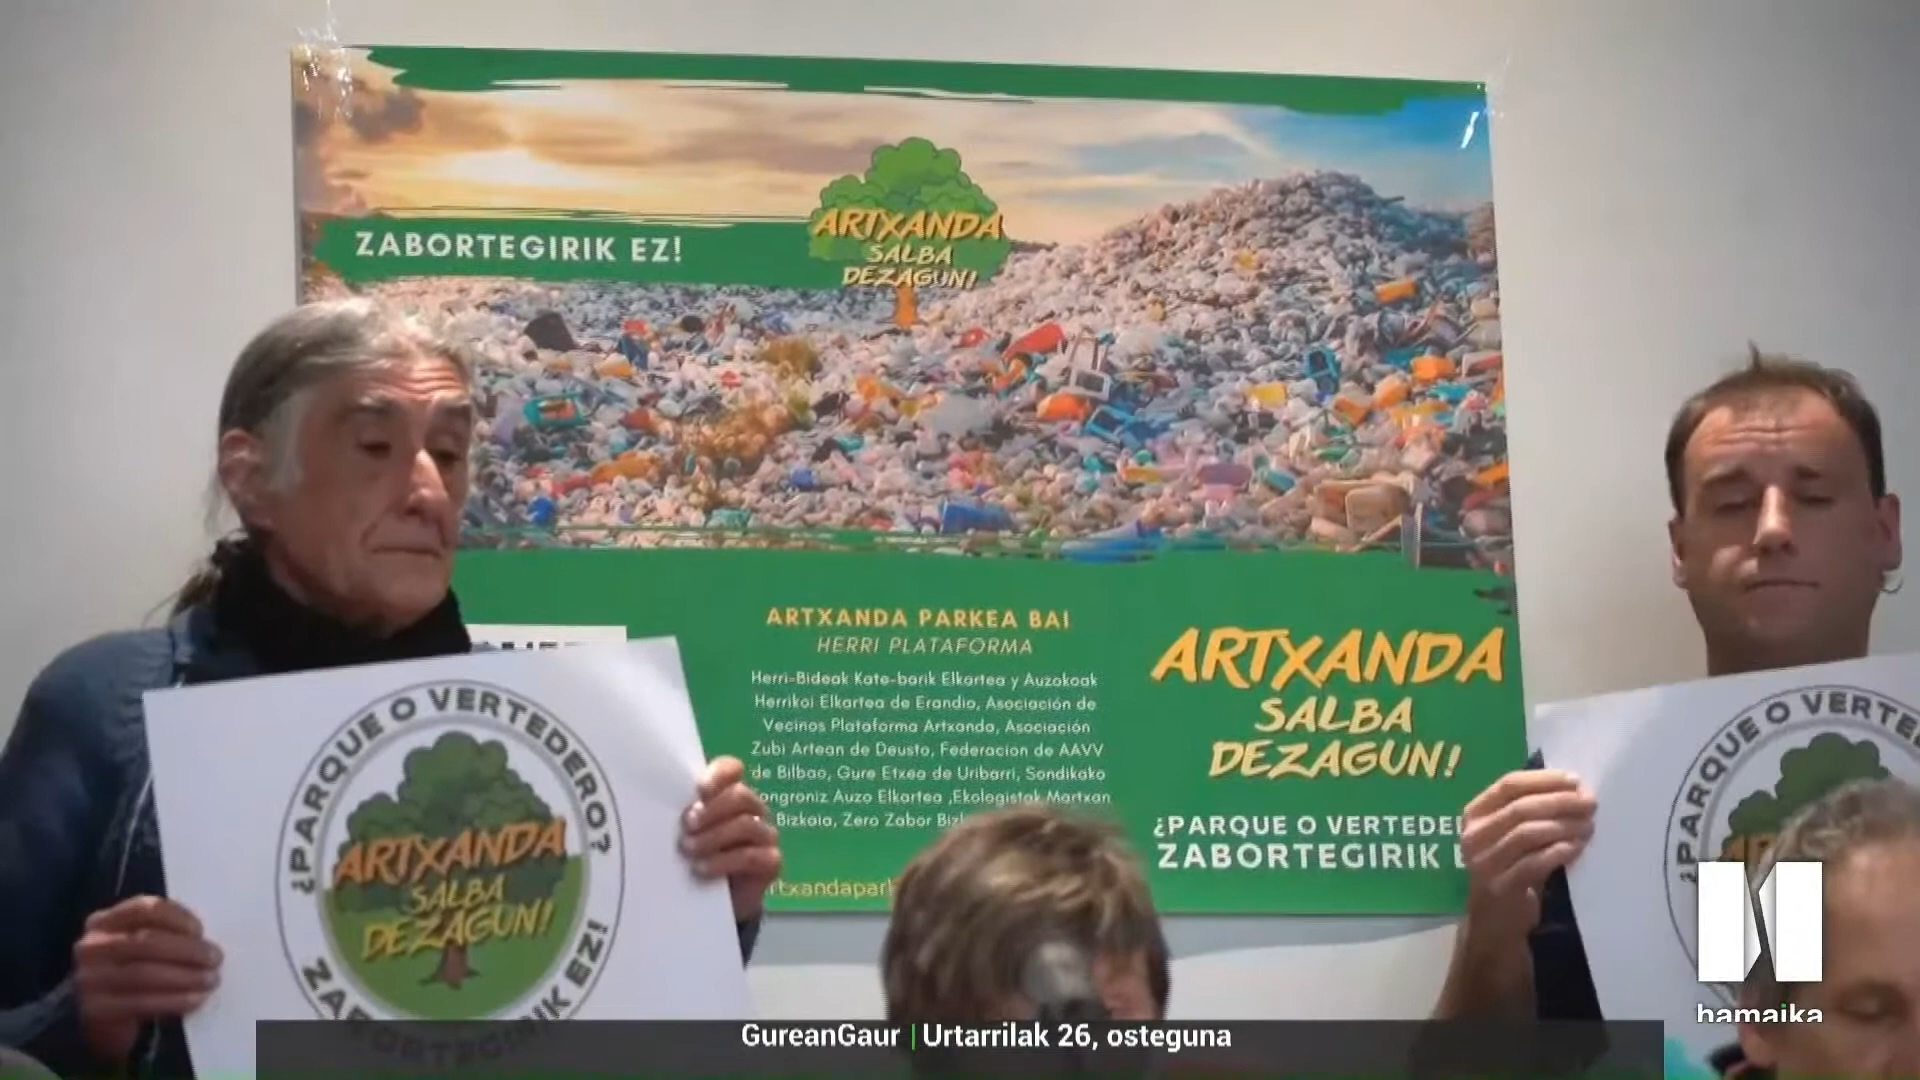 ZABORTEGIRIK EZ!
ARTXANDA
SALBA
DEZAGUN!
ARTXANDA PARKEA BAI
HERRI PLATAFORMA
Herri-Bideak Kate-barik Elkartea y Auzokoak
Herrikoi Elkartea de Erandio, Asociación de
Vecinos Plataforma Artxanda, Asociación
Zubi Artean de Deusto, Federacion de AAVV
de Bilbao, Gure Etxea de Uribarri, Sondikako
ongroniz Auzo Elkartea ,Ekologistak Martxan
Bizkaia, Zero Zabor
ARTXANDA
SALBA
DEZAGUN!
¿PARQUE O
ZABORTEGIRIK
¿PARQUE O VERTEDERO?
ARTXANDA
SALBA
DEZAGUN!
ZABORTEGIRIK EZ!
¿PARQUE O
hamaika
GureanGaur | Urtarrilak 26, osteguna